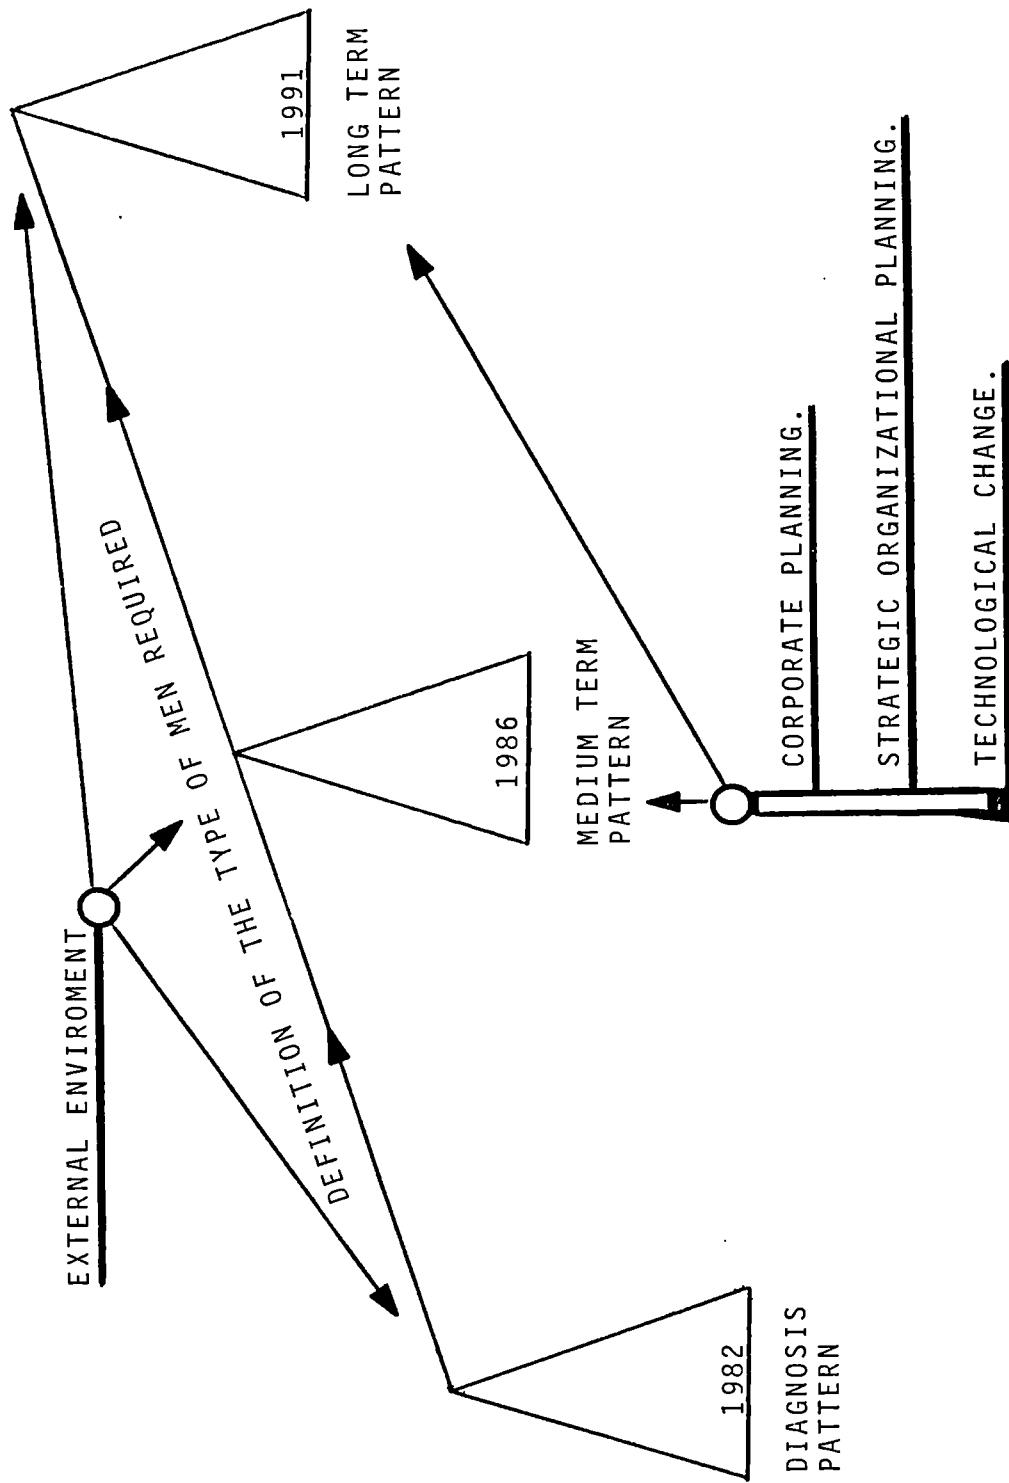 EXTERNAL ENVIROMENT
DEFINITION OF THE TYPE OF MEN REQUIRED
1991
LONG TERM
PATTERN
1986
MEDIUM TERM
PATTERN
1982
DIAGNOSIS
PATTERN
CORPORATE PLANNING.
STRATEGIC ORGANIZATIONAL PLANNING.
TECHNOLOGICAL CHANGE.